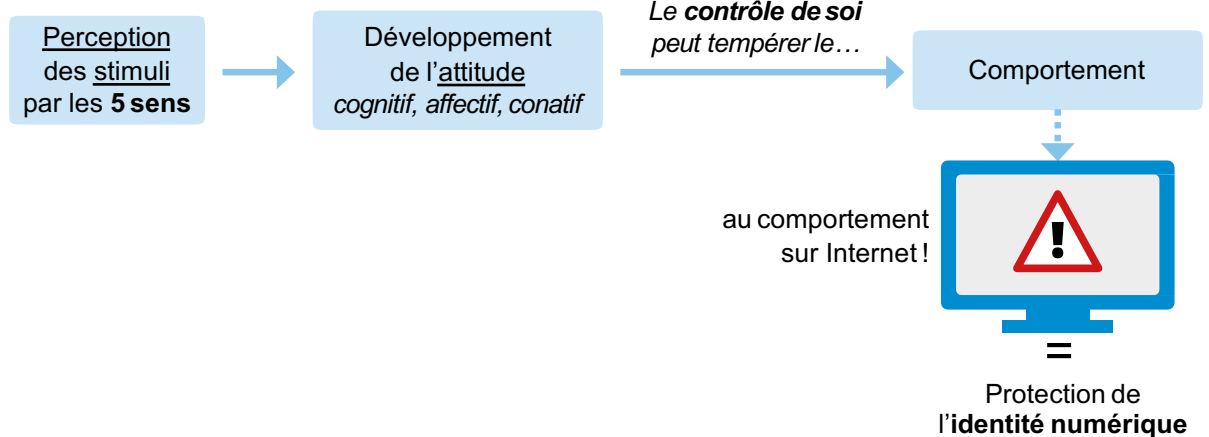 Perception
des stimuli
par les 5 sens
Développement
de l'attitude
cognitif, affectif, conatif
Le contrôle de soi
peut tempérer le…
Comportement
au comportement
sur Internet !
!
=
Protection de
l'identité numérique